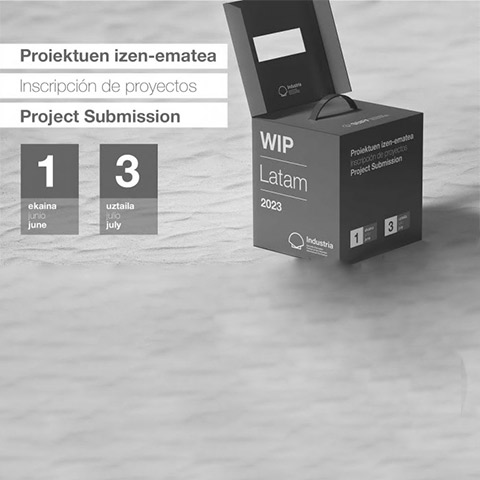 Proiektuen izen-ematea
Inscripción de proyectos
Project Submission
1
ekaina
junio
june
3
uztaila
julio
july
Industria
WIP
Latam
2023
Industria
Proiektuen izen-ematea
Inscripción de proyectos
Project Submission
1
3